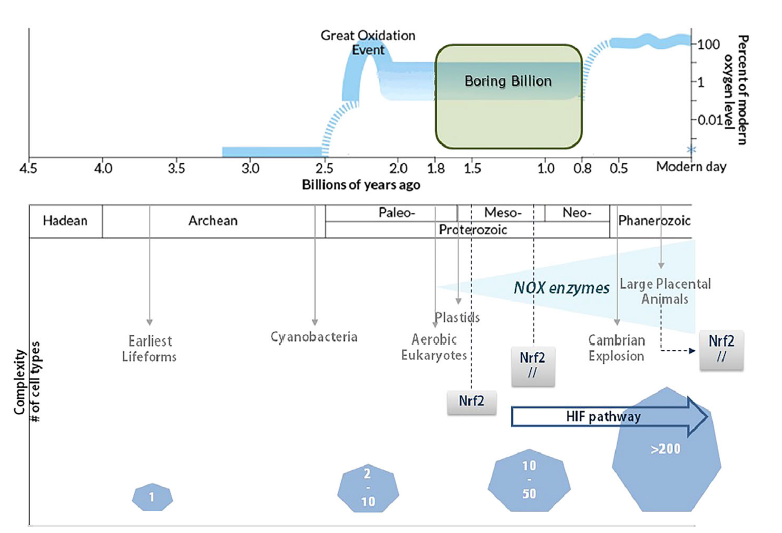 Great Oxidation
Event
Boring Billion
100
1
0.01
Percent of modern
oxygen level
4.5 4.0 3.5 3.0 2.5 2.0 1.8 1.5 1.0 0.8 0.5 Modern day
Billions of years ago
Hadean Archean Paleo- Meso- Neo- Phanerozoic
Proterozoic
NOX enzymes
Large Placental
Animals
Plastids
Earliest
Lifeforms
Cyanobacteria
Aerobic
Eukaryotes
Cambrian
Explosion
Nrf2
//
Nrf2
//
Nrf2
HIF pathway
Complexity
# of cell types
1
2
-
10
10
-
50
>200